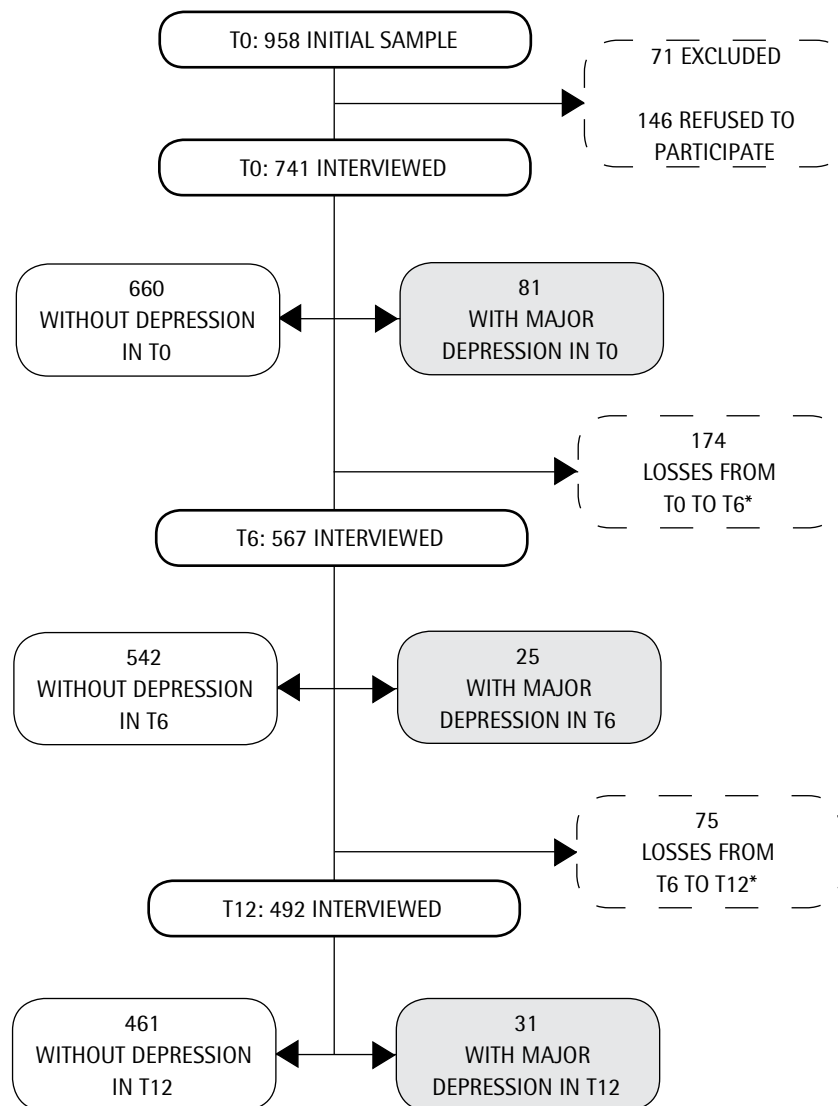 T0: 958 INITIAL SAMPLE
71 EXCLUDED
146 REFUSED TO
PARTICIPATE
T0: 741 INTERVIEWED
660
WITHOUT DEPRESSION
IN T0
81
WITH MAJOR
DEPRESSION IN T0
174
LOSSES FROM
T0 TO T6*
T6: 567 INTERVIEWED
542
WITHOUT DEPRESSION
IN T6
25
WITH MAJOR
DEPRESSION IN T6
75
LOSSES FROM
T6 TO T12*
T12: 492 INTERVIEWED
461
WITHOUT DEPRESSION
IN T12
31
WITH MAJOR
DEPRESSION IN T12